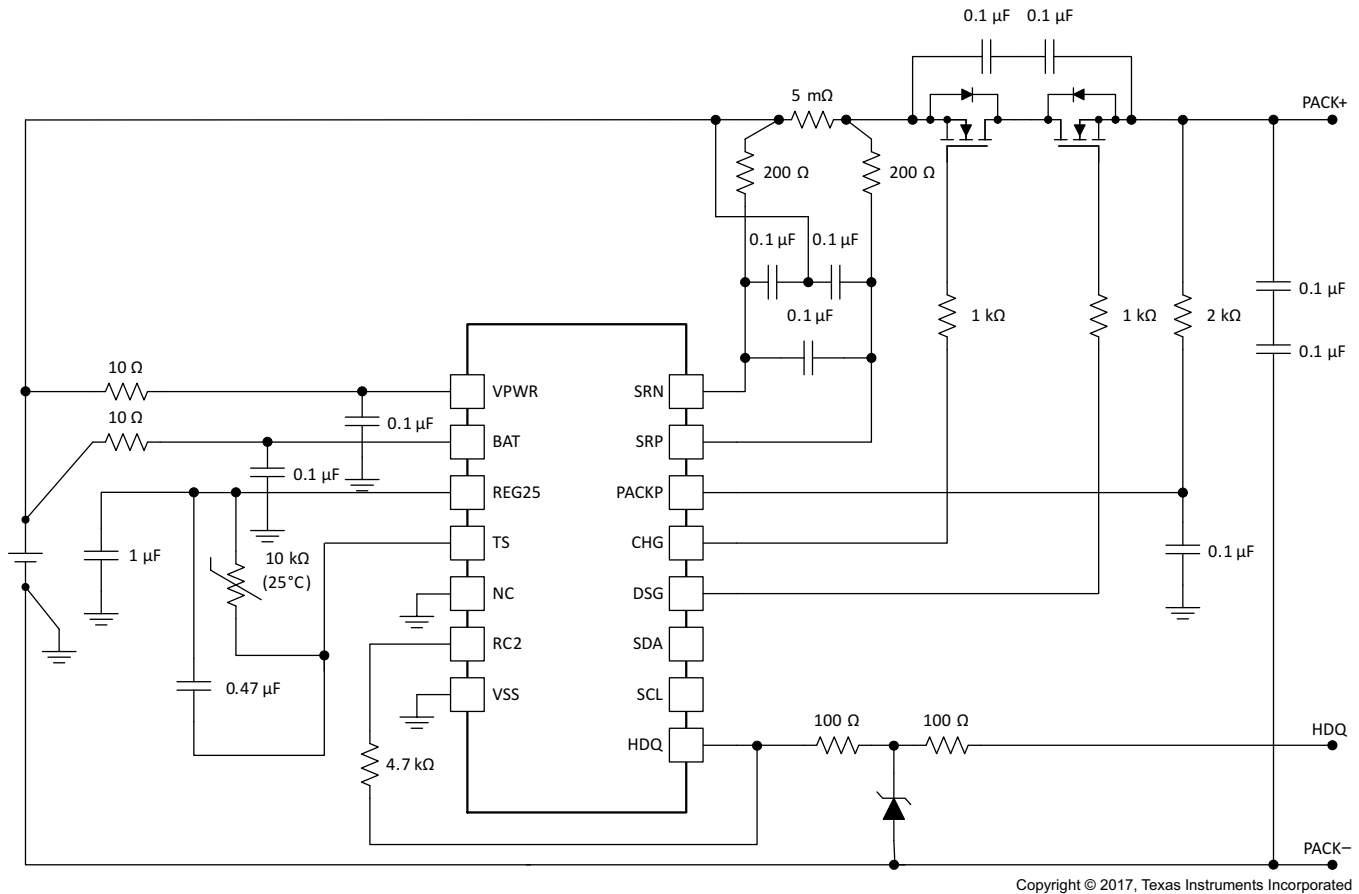 0.1 µF 0.1 µF
5 mΩ
PACK+
200 Ω
200 Ω
0.1 µF 0.1 µF
0.1 µF
0.1 µF
0.1 µF
1 kΩ
1 kΩ
2 kΩ
10 Ω
VPWR
SRN
10 Ω
0.1 µF
BAT
SRP
0.1 µF
REG25
PACKP
1 µF
10 kΩ
(25°C)
TS
CHG
0.1 µF
NC
DSG
RC2
SDA
0.47 µF
VSS
SCL
100 Ω
100 Ω
HDQ
HDQ
4.7 kΩ
PACK–
Copyright © 2017, Texas Instruments Incorporated